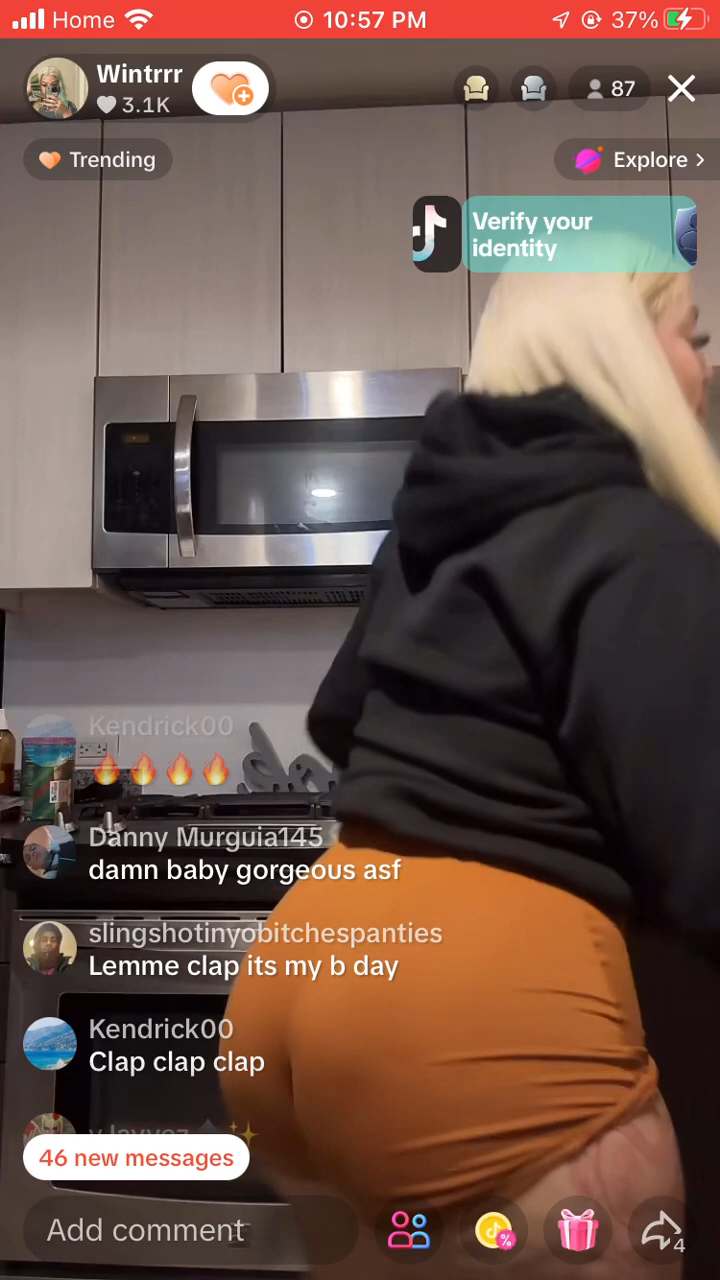 Home
10:57 PM
37%
Wintrrr
3.1K
87
Trending
Explore
Verify your
identity
Kendrick00
🔥🔥🔥🔥
Danny Murguia145
damn baby gorgeous asf
slingshotinyobitchespanties
Lemme clap its my b day
Kendrick00
Clap clap clap
46 new messages
Add comment
4